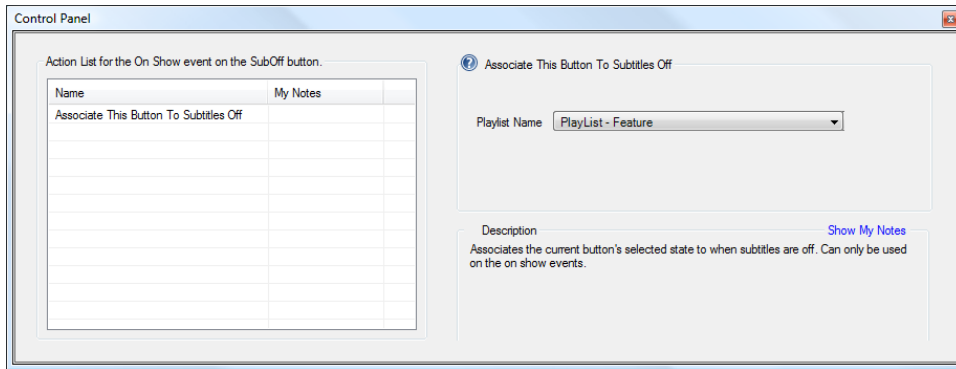 Control Panel
Action List for the On Show event on the SubOff button.
Name My Notes
Associate This Button To Subtitles Off
Associate This Button To Subtitles Off
Playlist Name PlayList - Feature
Description Show My Notes
Associates the current button's selected state to when subtitles are off. Can only be used
on the on show events.